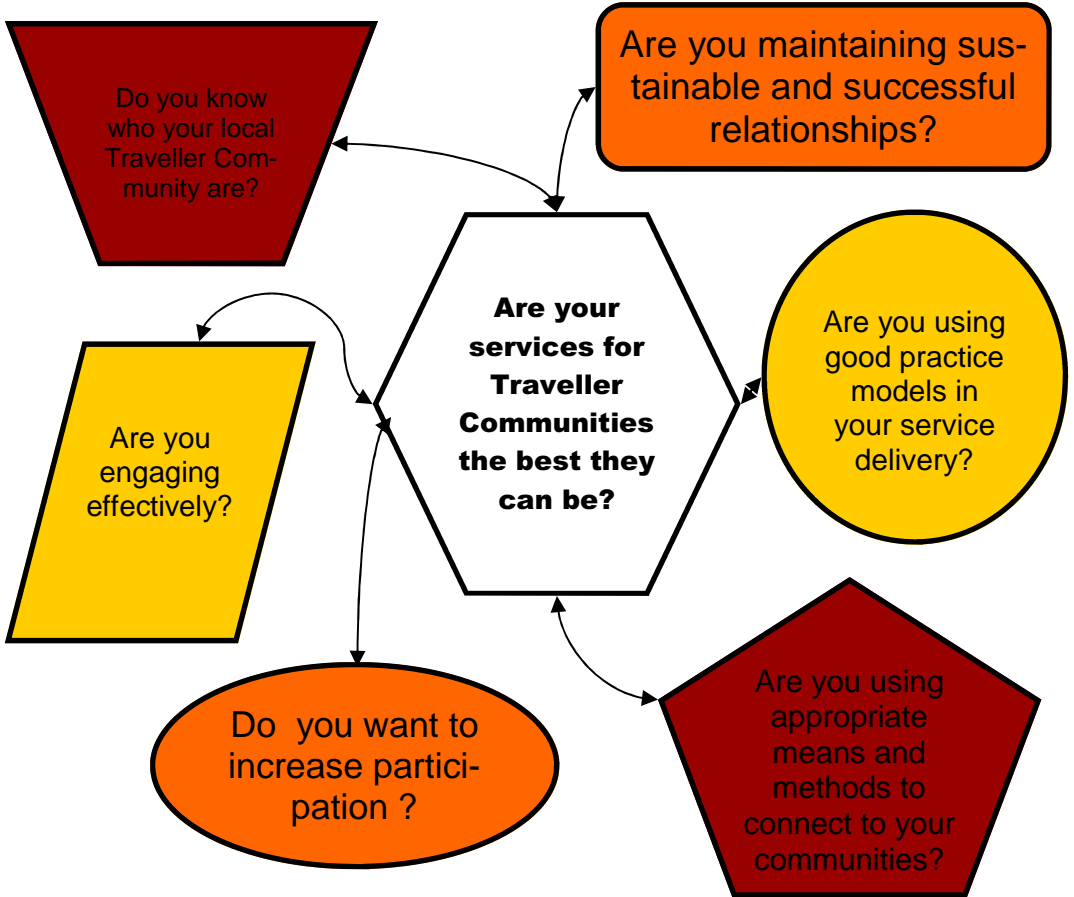 Do you know
who your local
Traveller Com-
munity are?
Are you maintaining sus-
tainable and successful
relationships?
Are your
services for
Traveller
Communities
the best they
can be?
Are you using
good practice
models in
your service
delivery?
Are you
engaging
effectively?
Do  you want to
increase partici-
pation ?
Are you using
appropriate
means and
methods to
connect to your
communities?